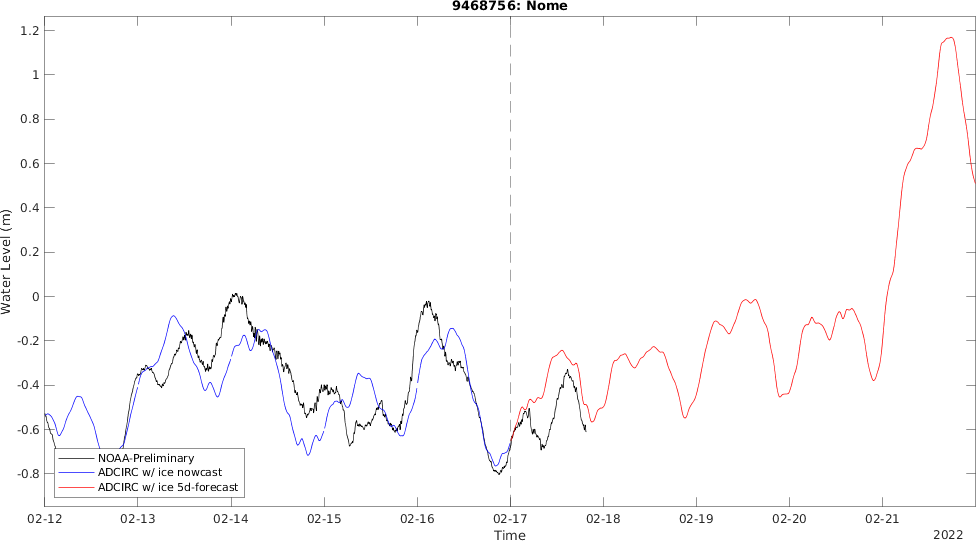 9468756: Nome
1.2
1
0.8
0.6
0.4
0.2
0
-0.2
-0.4
-0.6
-0.8
Water Level (m)
NOAA-Preliminary
ADCIRC w/ ice nowcast
ADCIRC w/ ice 5d-forecast
02-12 02-13 02-14 02-15 02-16 02-17 02-18 02-19 02-20 02-21
Time
2022